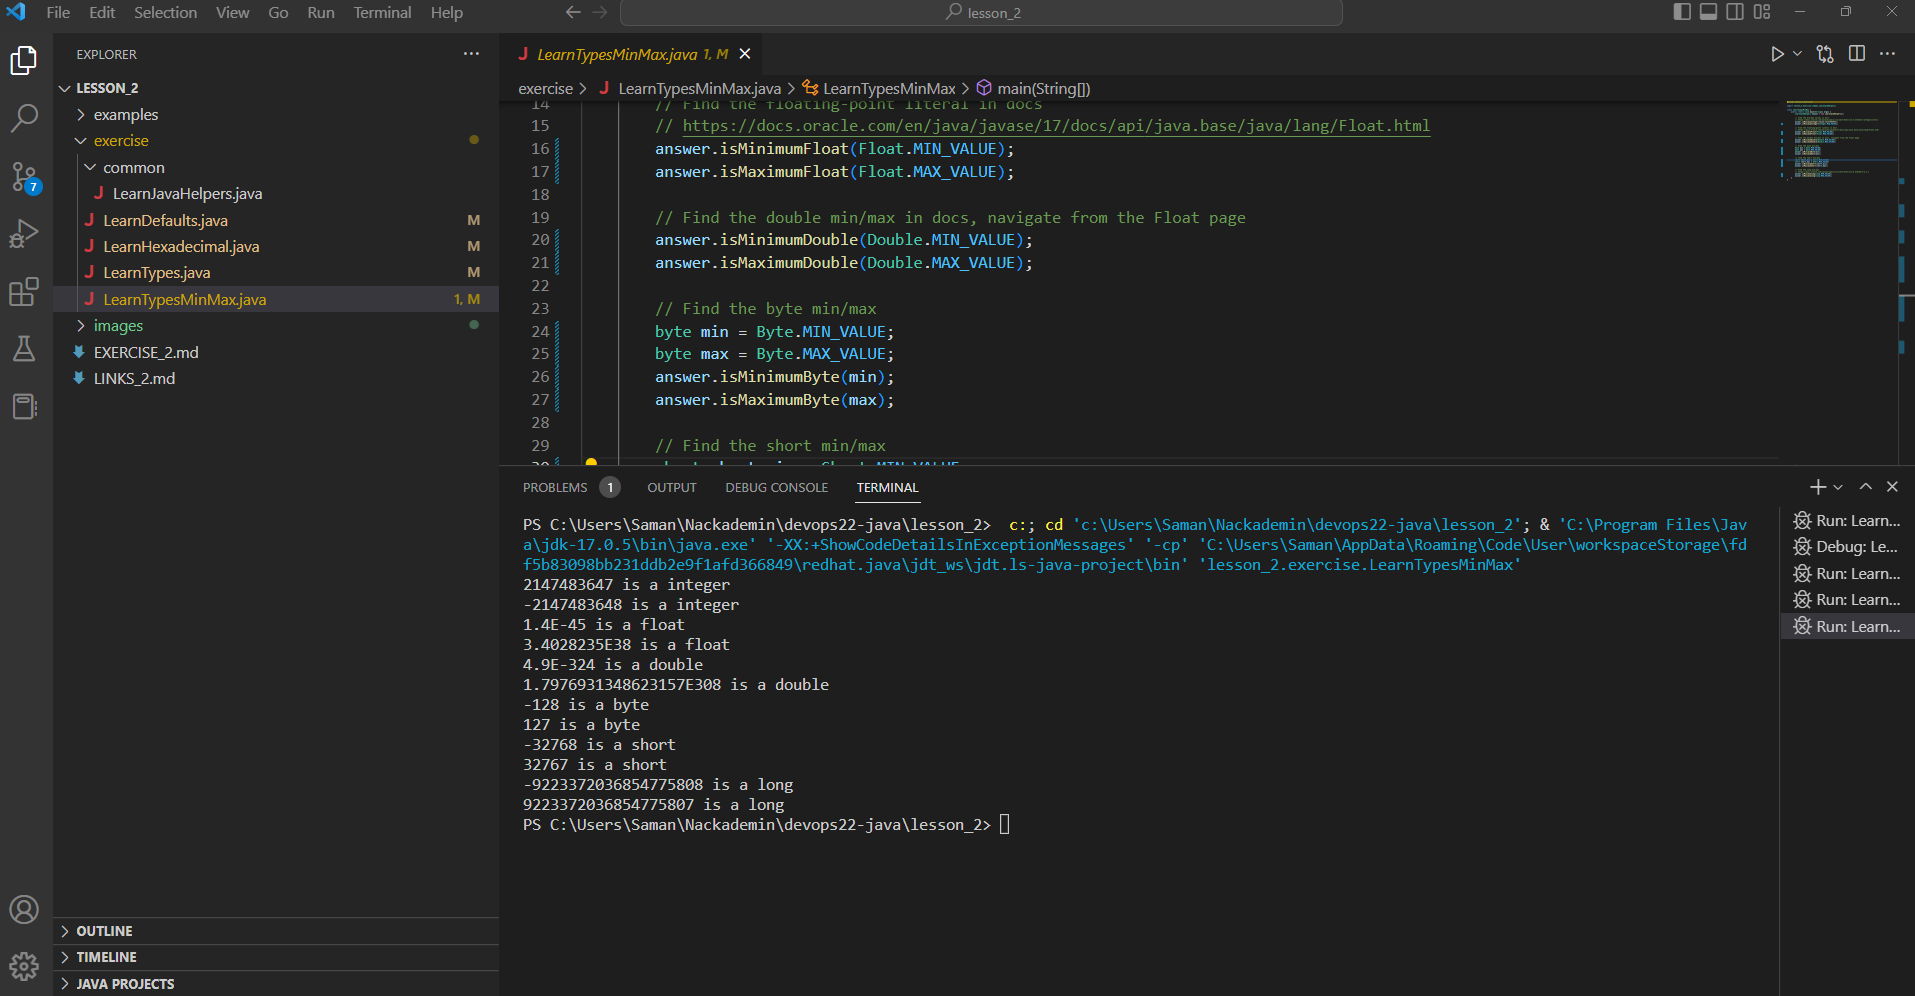 File Edit Selection View Go Run Terminal Help
lesson_2
EXPLORER
LESSON_2
examples
exercise
common
LearnJavaHelpers.java
LearnDefaults.java M
LearnHexadecimal.java M
LearnTypes.java M
LearnTypesMinMax.java 1, M
images
EXERCISE_2.md
LINKS_2.md
7
OUTLINE
TIMELINE
JAVA PROJECTS
LearnTypesMinMax.java 1, M
exercise > J LearnTypesMinMax.java > LearnTypesMinMax > main(String[])
14 // Find the floating-point literal in docs
15 // https://docs.oracle.com/en/java/javase/17/docs/api/java.base/java/lang/Float.html
16 answer.isMinimumFloat(Float.MIN_VALUE);
17 answer.isMaximumFloat(Float.MAX_VALUE);
18
19 // Find the double min/max in docs, navigate from the Float page
20 answer.isMinimumDouble(Double.MIN_VALUE);
21 answer.isMaximumDouble(Double.MAX_VALUE);
22
23 // Find the byte min/max
24 byte min = Byte.MIN_VALUE;
25 byte max = Byte.MAX_VALUE;
26 answer.isMinimumByte(min);
27 answer.isMaximumByte(max);
28
29 // Find the short min/max
PROBLEMS 1 OUTPUT DEBUG CONSOLE TERMINAL
PS C:\Users\Saman\Nackademin\devops22-java\lesson_2>  c:; cd 'c:\Users\Saman\Nackademin\devops22-java\lesson_2'; & 'C:\Program Files\Jav
a\jdk-17.0.5\bin\java.exe' '-XX:+ShowCodeDetailsInExceptionMessages' '-cp' 'C:\Users\Saman\AppData\Roaming\Code\User\workspaceStorage\fd
f5b83098bb231ddb2e9f1afd366849\redhat.java\jdt_ws\jdt.ls-java-project\bin' 'lesson_2.exercise.LearnTypesMinMax'
2147483647 is a integer
-2147483648 is a integer
1.4E-45 is a float
3.4028235E38 is a float
4.9E-324 is a double
1.7976931348623157E308 is a double
-128 is a byte
127 is a byte
-32768 is a short
32767 is a short
-9223372036854775808 is a long
9223372036854775807 is a long
PS C:\Users\Saman\Nackademin\devops22-java\lesson_2>
Run: Learn...
Debug: Le...
Run: Learn...
Run: Learn...
Run: Learn...